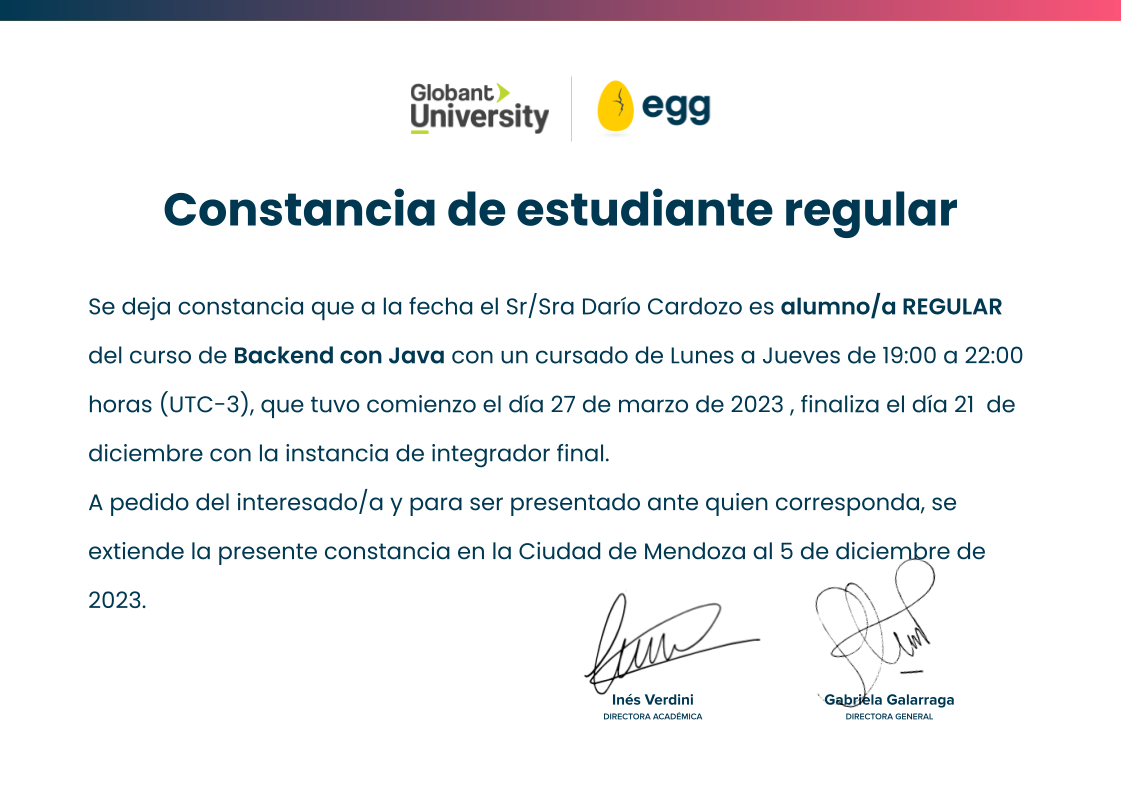 Globant
University
egg
Constancia de estudiante regular
Se deja constancia que a la fecha el Sr/Sra Darío Cardozo es alumno/a REGULAR
del curso de Backend con Java con un cursado de Lunes a Jueves de 19:00 a 22:00
horas (UTC-3), que tuvo comienzo el día 27 de marzo de 2023 , finaliza el día 21  de
diciembre con la instancia de integrador final.
A pedido del interesado/a y para ser presentado ante quien corresponda, se
extiende la presente constancia en la Ciudad de Mendoza al 5 de diciembre de
2023.
Inés Verdini
DIRECTORA ACADÉMICA
Gabriela Galarraga
DIRECTORA GENERAL